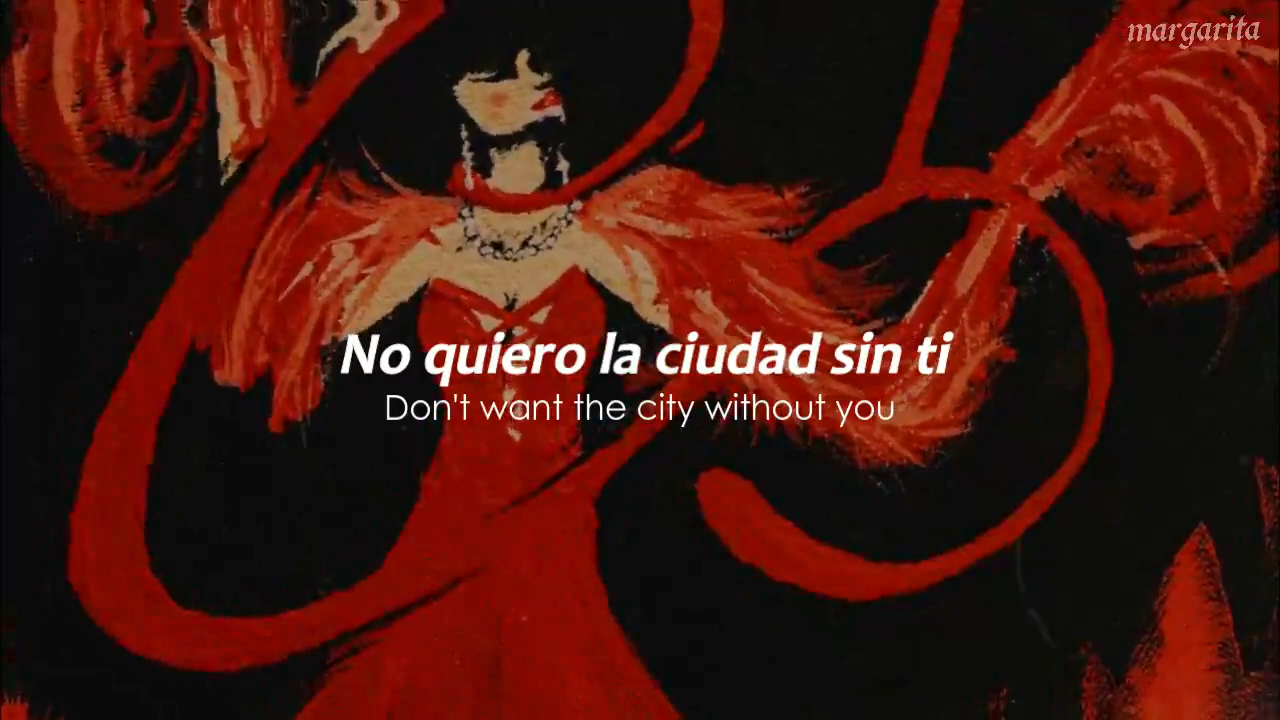 margarita
No quiero la ciudad sin ti
Don't want the city without you